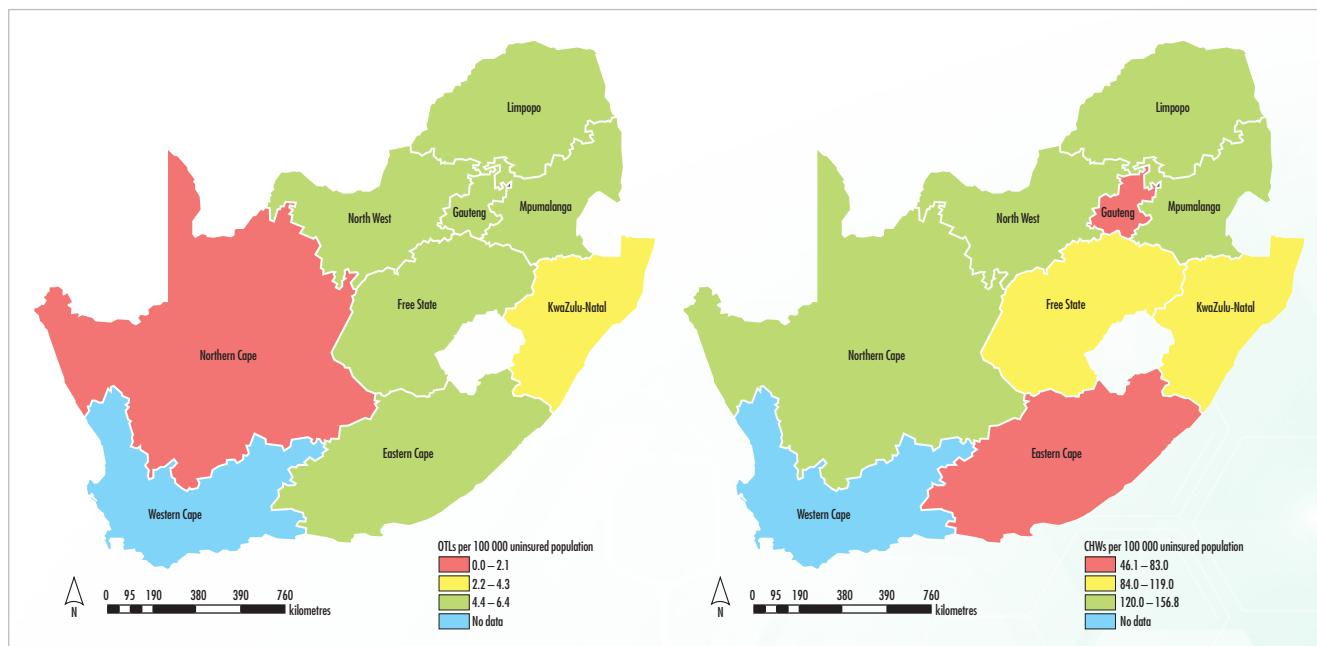 Limpopo
North West
Gauteng
Mpumalanga
Free State
KwaZulu-Natal
Northern Cape
Eastern Cape
Western Cape
OTLs per 100 000 uninsured population
0.0 – 2.1
2.2 – 4.3
4.4 – 6.4
No data
N
0 95 190 380 390 760
kilometres
Limpopo
North West
Gauteng
Mpumalanga
Free State
KwaZulu-Natal
Northern Cape
Eastern Cape
Western Cape
CHWs per 100 000 uninsured population
46.1 – 83.0
84.0 – 119.0
120.0 – 156.8
No data
N
0 95 190 380 390 760
kilometres